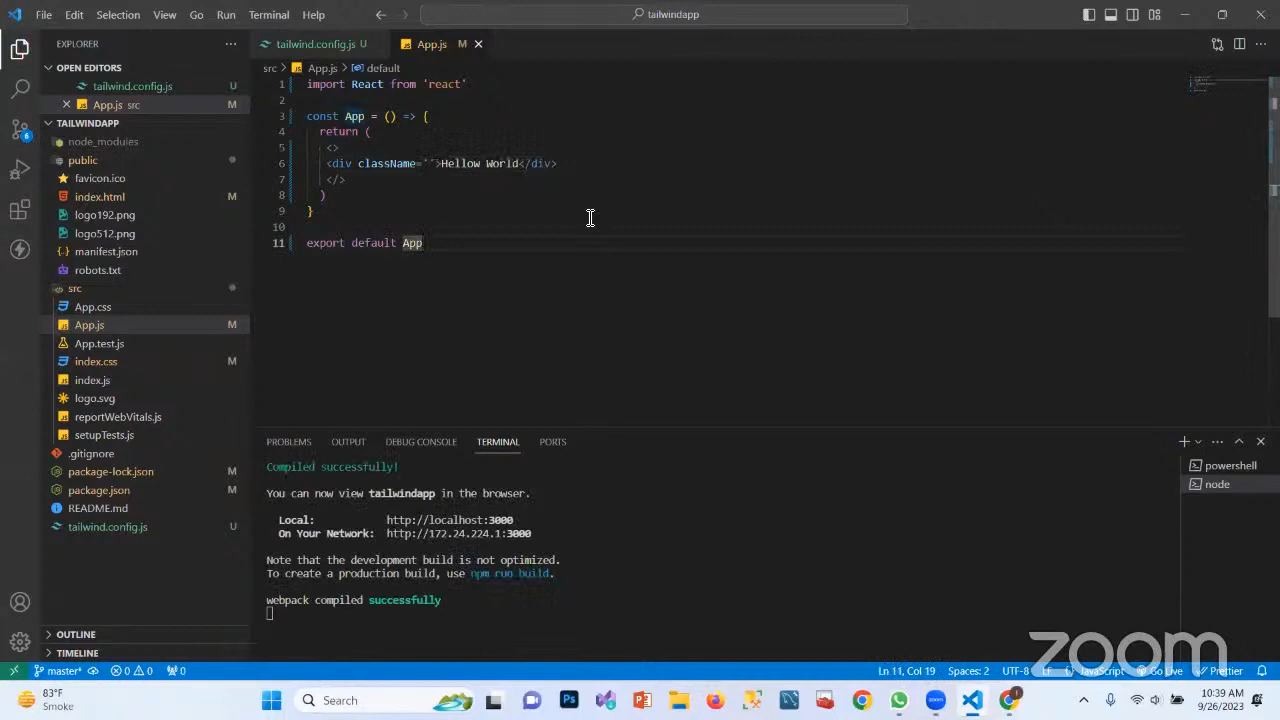 File Edit Selection View Go Run Terminal Help
tailwindapp
EXPLORER
OPEN EDITORS
tailwind.config.js U
App.js src M
TAILWINDAPP
node_modules
public
favicon.ico
index.html
logo192.png
logo512.png
manifest.json
robots.txt
src
App.css
App.js M
App.test.js
index.css M
index.js
logo.svg
reportWebVitals.js
setupTests.js
.gitignore
package-lock.json M
package.json M
README.md
tailwind.config.js U
OUTLINE
TIMELINE
6
tailwind.config.js U
App.js M
src > App.js > default
1 import React from 'react'
2
3 const App = () => {
4 return (
5 <>
6 <div className=``>Hellow World</div>
7 </>
8 )
9 }
10
11 export default App
PROBLEMS OUTPUT DEBUG CONSOLE TERMINAL PORTS
Compiled successfully!
You can now view tailwindapp in the browser.
Local: http://localhost:3000
On Your Network: http://172.24.224.1:3000
Note that the development build is not optimized.
To create a production build, use npm run build.
webpack compiled successfully
powershell
node
zoom
master* 0 0 0 Ln 11, Col 19 Spaces: 2 UTF-8 LF JavaScript Go Live Prettier
83°F
Smoke
Search
10:39 AM
9/26/2023